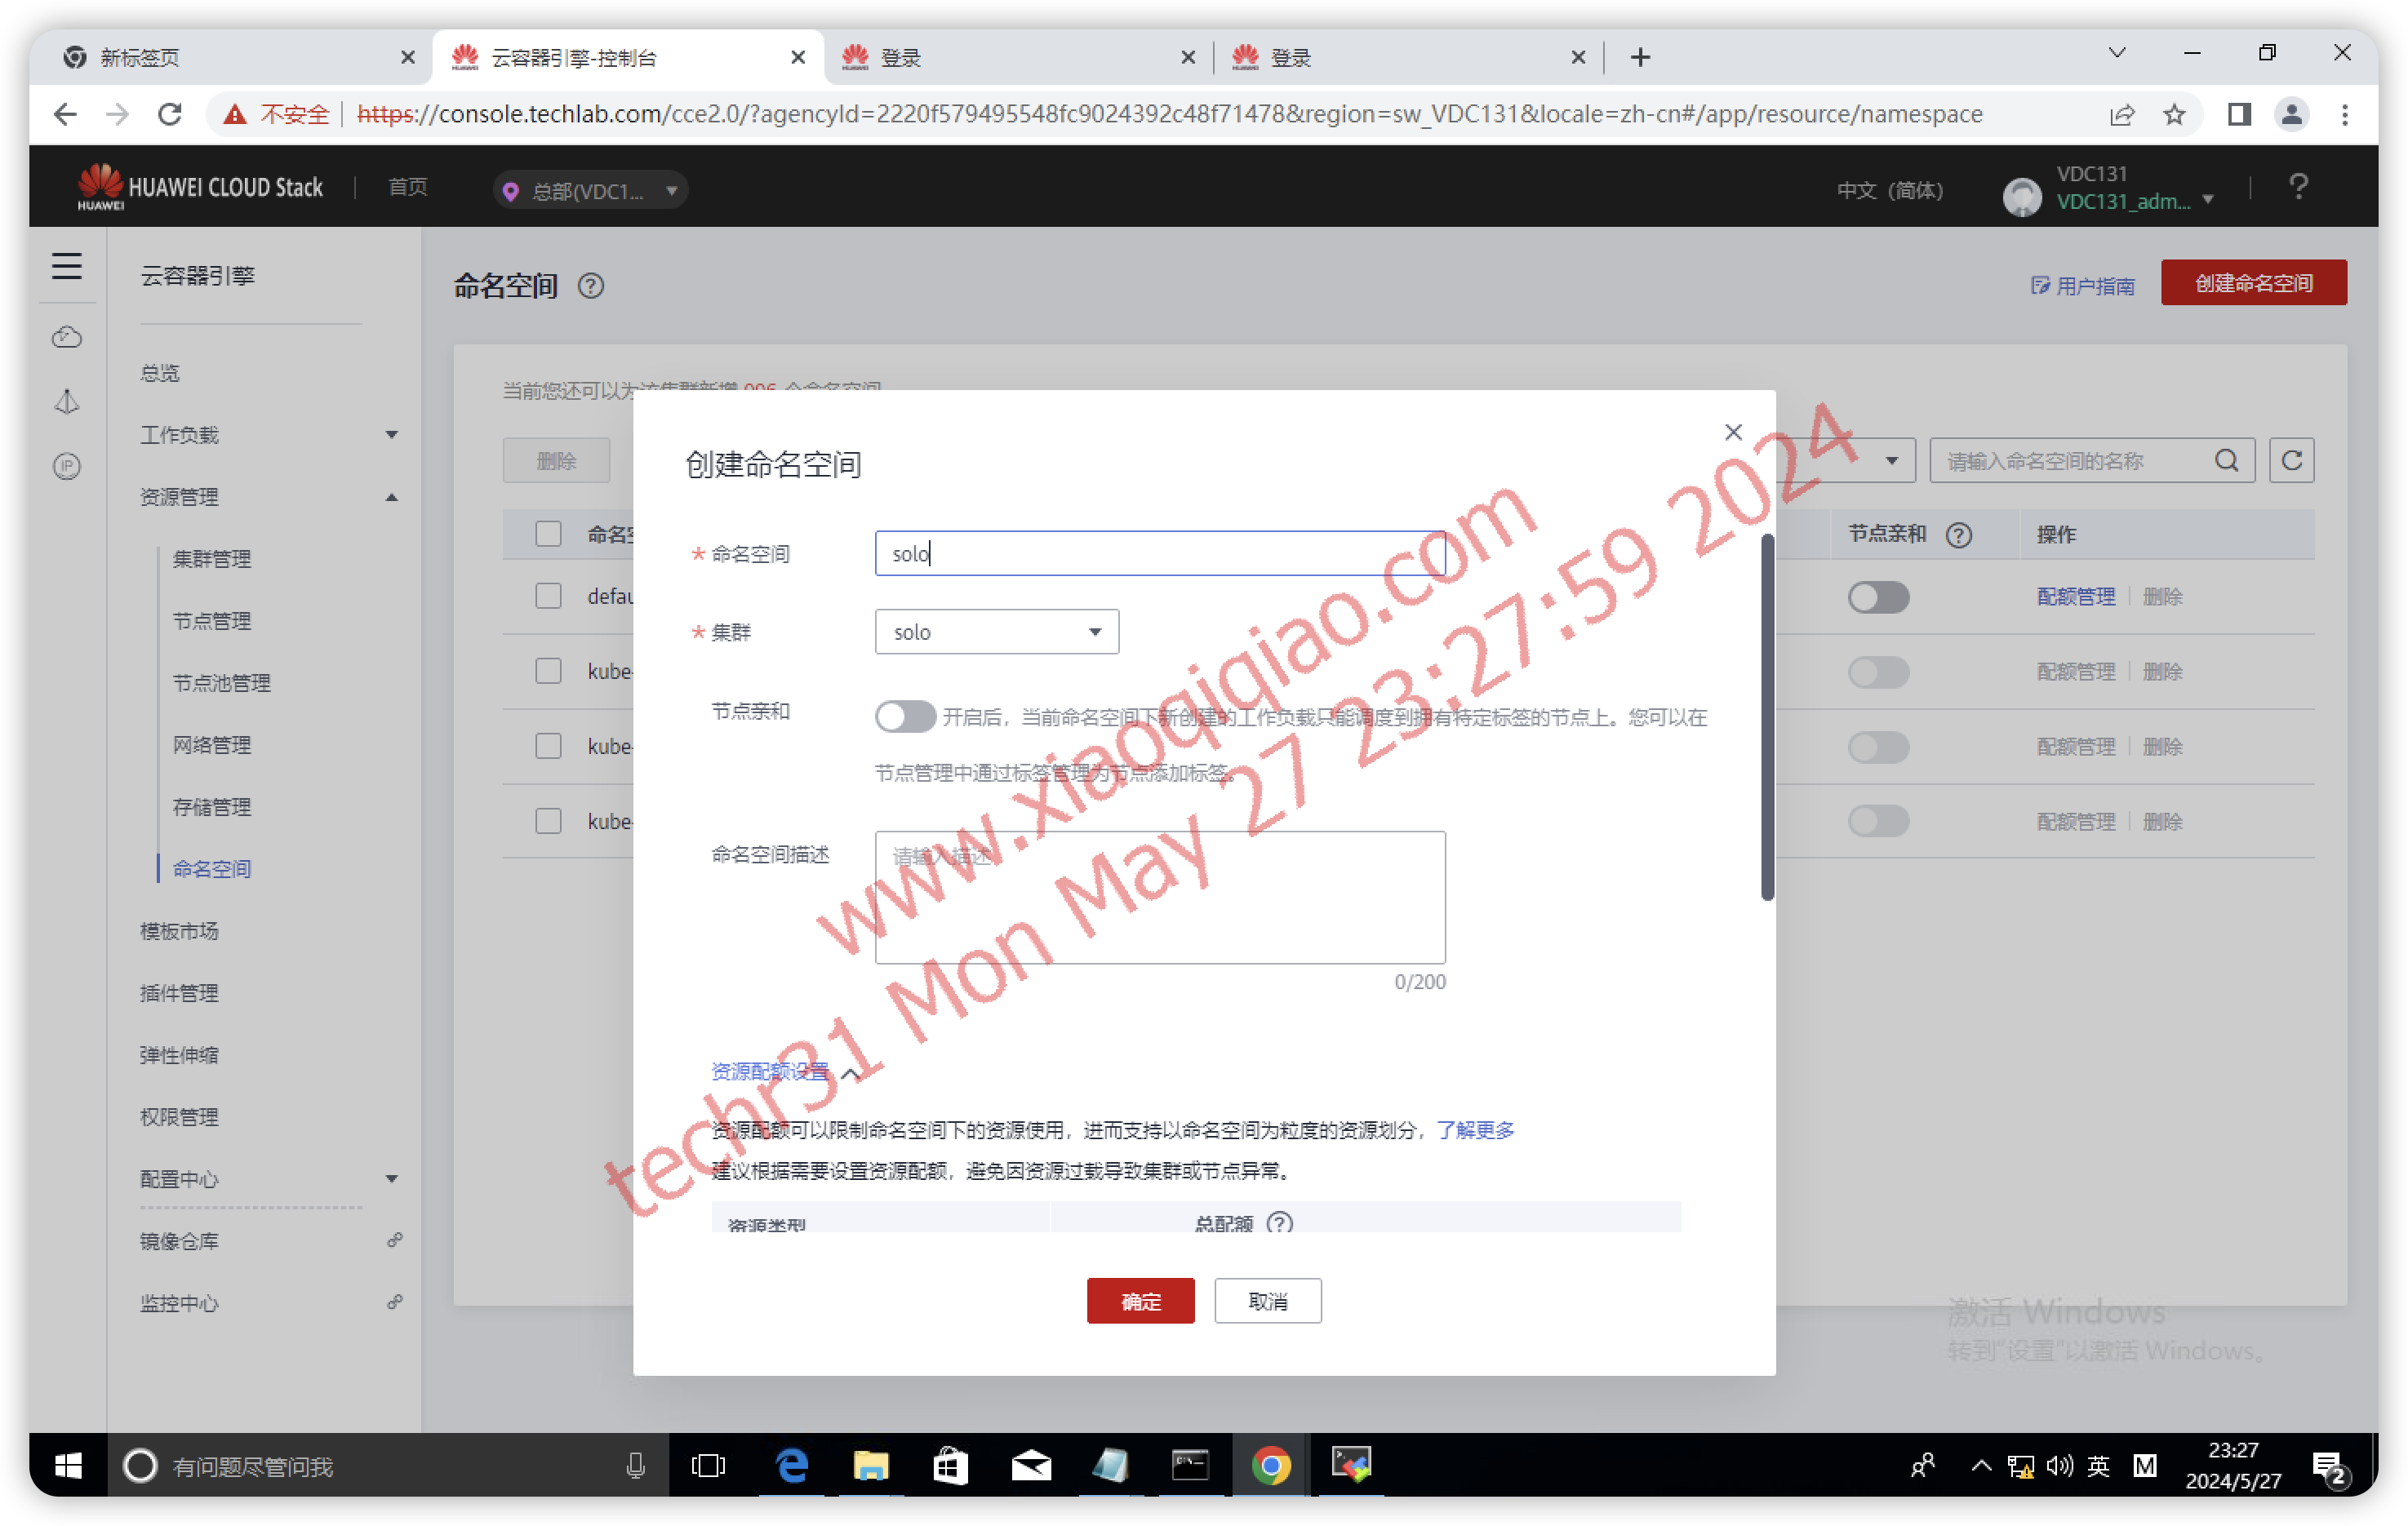 新标签页
云容器引擎-控制台
登录
登录
不安全
https://console.techlab.com/cce2.0/?agencyId=2220f579495548fc9024392c48f71478&region=sw_VDC131&locale=zh-cn#/app/resource/namespace
HUAWEI
HUAWEI CLOUD Stack
首页
总部(VDC1...
中文（简体）
VDC131
VDC131_adm...
云容器引擎
总览
工作负载
资源管理
集群管理
节点管理
节点池管理
网络管理
存储管理
命名空间
模板市场
插件管理
弹性伸缩
权限管理
配置中心
镜像仓库
监控中心
命名空间
用户指南
创建命名空间
当前您还可以为该集群新增 996 个命名空间
删除
请输入命名空间的名称
节点亲和
操作
配额管理 删除
kube-
配额管理 删除
kube-
配额管理 删除
kube-
配额管理 删除
创建命名空间
* 命名空间
solo
* 集群
solo
节点亲和
开启后，当前命名空间下新创建的工作负载只能调度到拥有特定标签的节点上。您可以在
节点管理中通过标签管理为节点添加标签。
命名空间描述
请输入描述
0/200
资源配额设置
资源配额可以限制命名空间下的资源使用，进而支持以命名空间为粒度的资源划分，了解更多
建议根据需要设置资源配额，避免因资源过载导致集群或节点异常。
资源类型
总配额
确定
取消
www.xiaoqiqiao.com
techr31 Mon May 27 23:27:59 2024
激活 Windows
转到"设置"以激活 Windows。
有问题尽管问我
英
M
23:27
2024/5/27
2